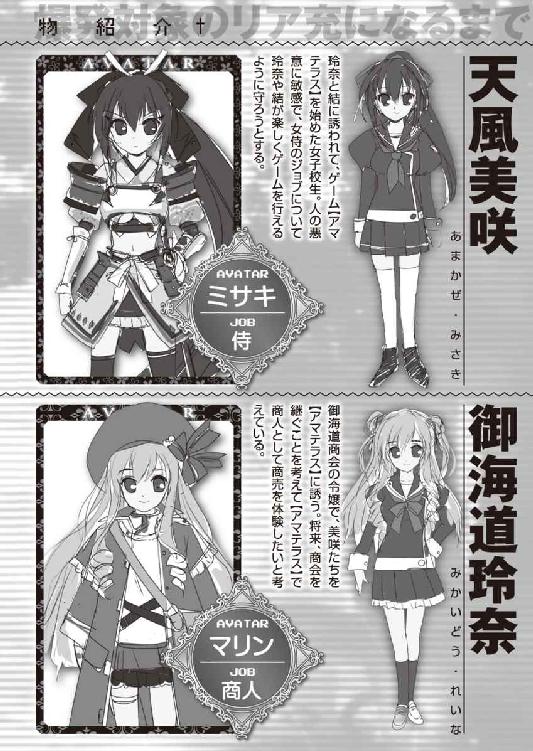 爆発対象のリア充になるまで
物紹介†
天風美咲
あまかぜ・みさき
玲奈と結に誘われて、ゲーム【アマ
テラス】を始めた女子校生。人の悪
意に敏感で、女侍のジョブについて
玲奈や結が楽しくゲームを行える
ように守ろうとする。
AVATAR
AVATAR
ミサキ
JOB
侍
御海道玲奈
みかいどう・れいな
御海道商会の令嬢で、美咲たちを
【アマテラス】に誘う。将来、商会を
継ぐことを考えて【アマテラス】で
商人として商売を体験したいと考
えている。
AVATAR
AVATAR
マリン
JOB
商人